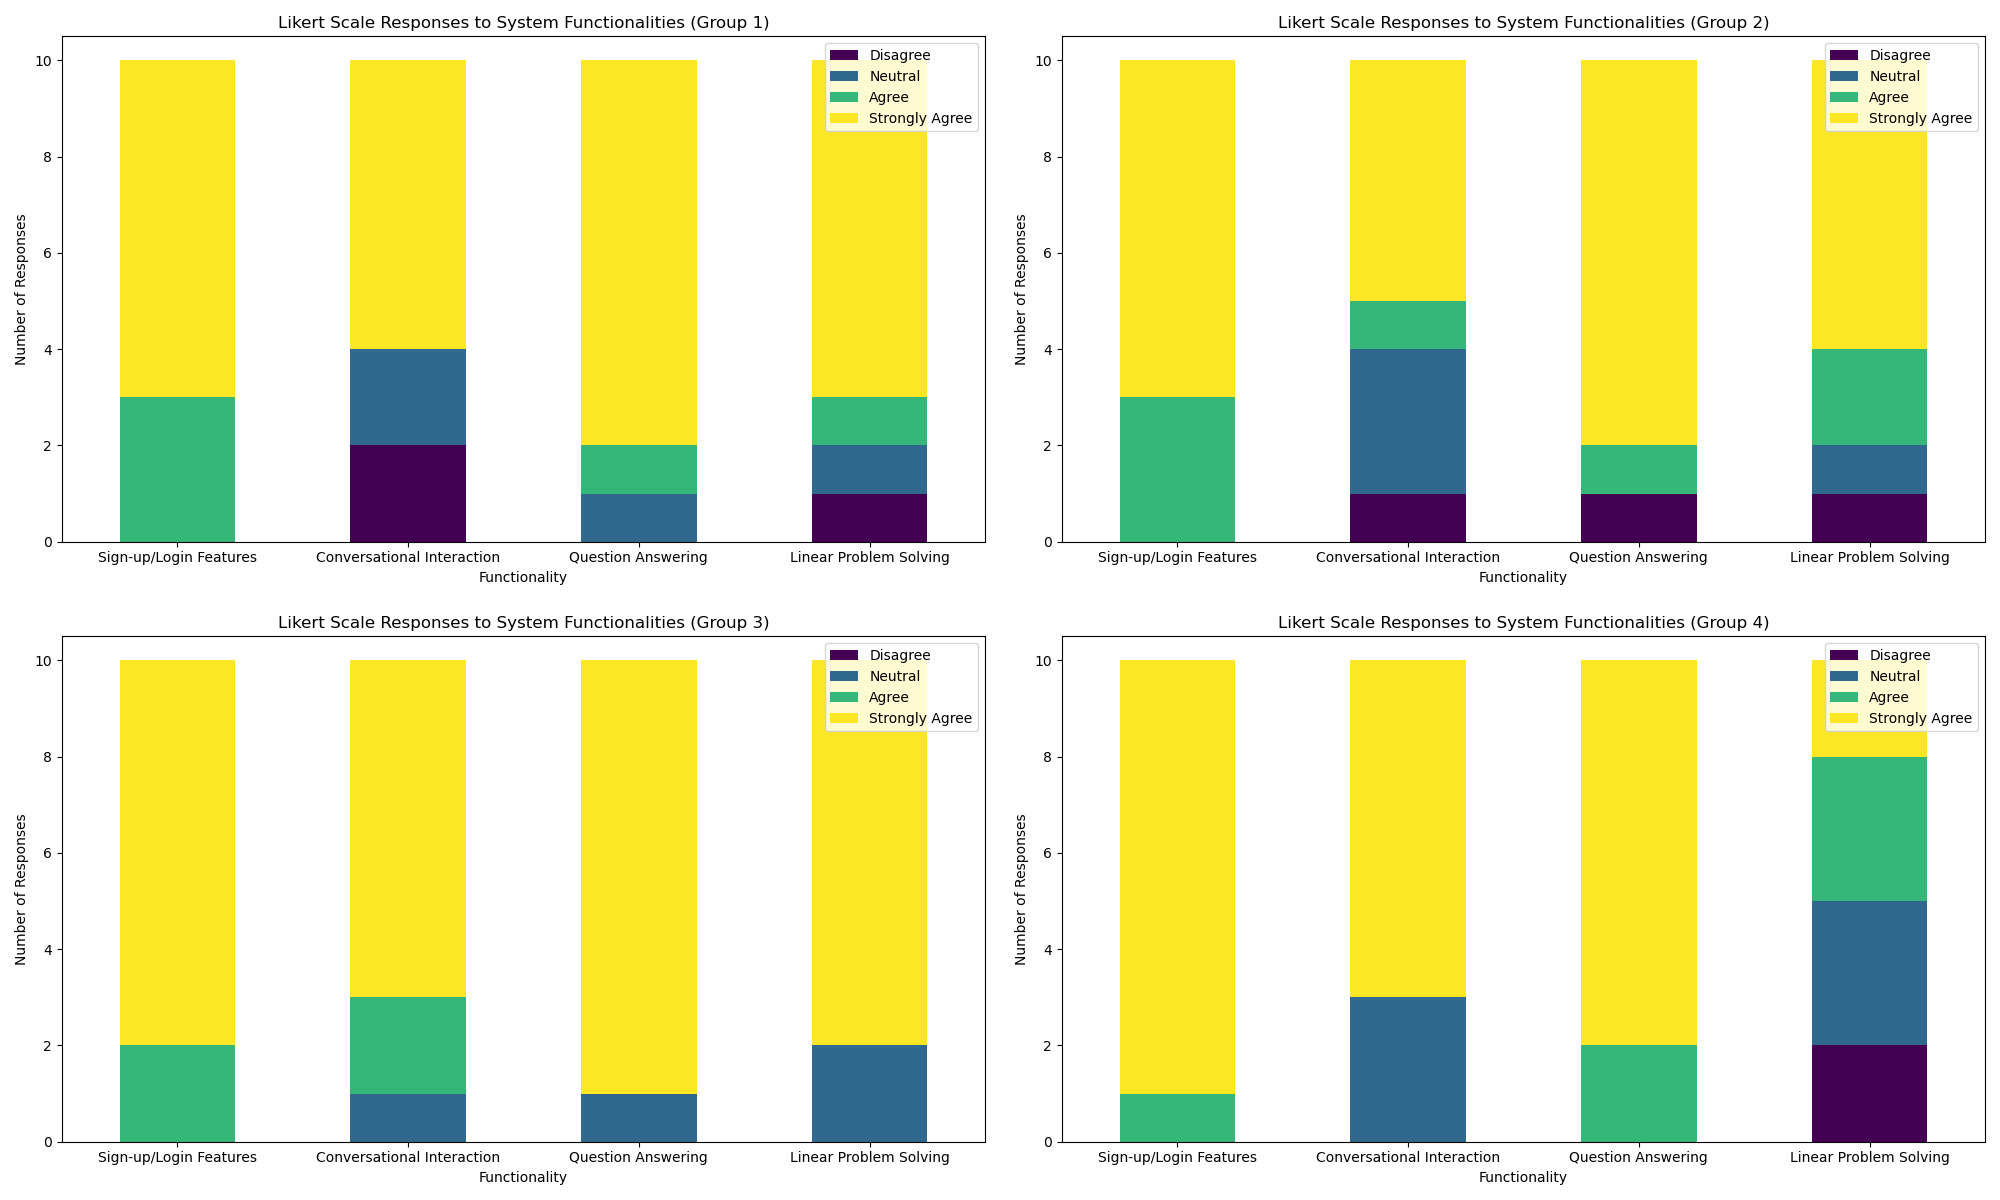 Likert Scale Responses to System Functionalities (Group 1)
Number of Responses
10
8
6
4
2
0
Disagree
Neutral
Agree
Strongly Agree
Sign-up/Login Features Conversational Interaction Question Answering Linear Problem Solving
Functionality
Likert Scale Responses to System Functionalities (Group 2)
Number of Responses
10
8
6
4
2
0
Disagree
Neutral
Agree
Strongly Agree
Sign-up/Login Features Conversational Interaction Question Answering Linear Problem Solving
Functionality
Likert Scale Responses to System Functionalities (Group 3)
Number of Responses
10
8
6
4
2
0
Disagree
Neutral
Agree
Strongly Agree
Sign-up/Login Features Conversational Interaction Question Answering Linear Problem Solving
Functionality
Likert Scale Responses to System Functionalities (Group 4)
Number of Responses
10
8
6
4
2
0
Disagree
Neutral
Agree
Strongly Agree
Sign-up/Login Features Conversational Interaction Question Answering Linear Problem Solving
Functionality